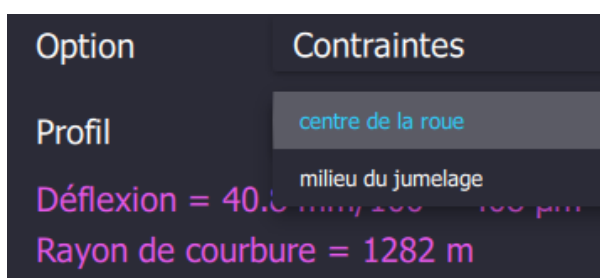 Option Contraintes
centre de la roue
Profil
milieu du jumelage
Déflexion = 40.
Rayon de courbure = 1282 m